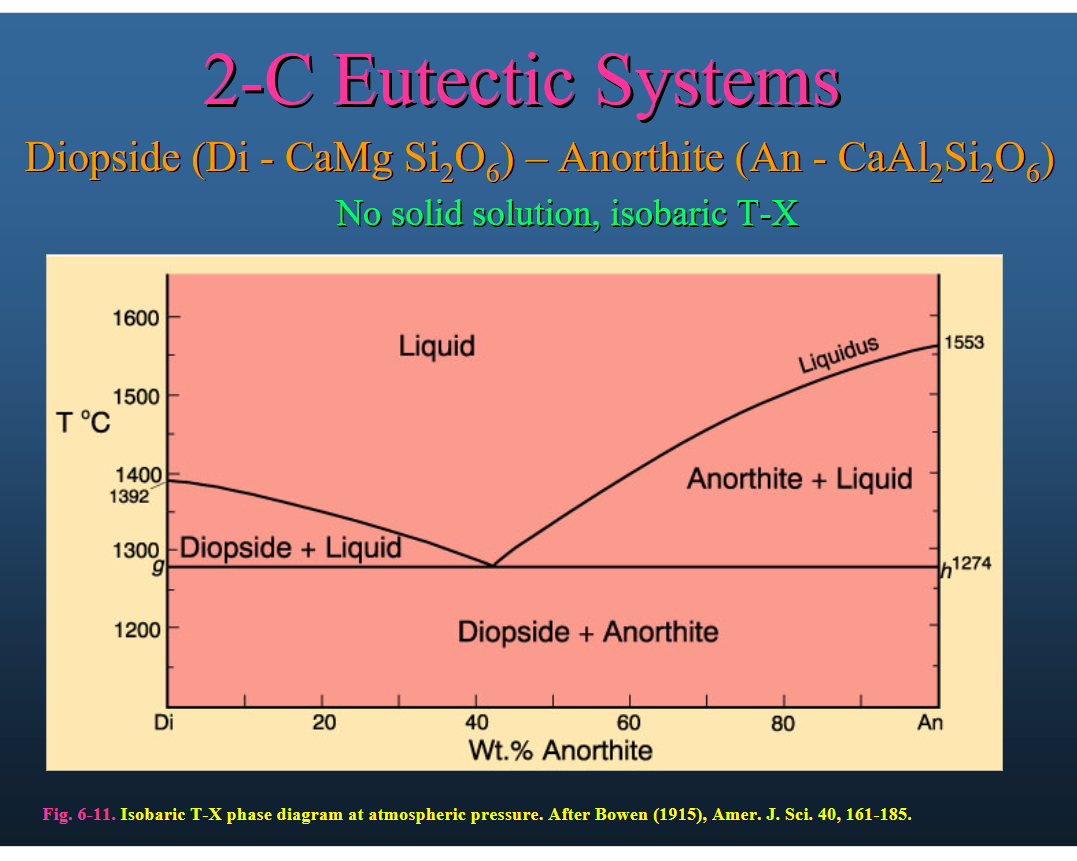 2-C Eutectic Systems
Diopside (Di - CaMg Si₂O₆) – Anorthite (An - CaAl₂Si₂O₆)
No solid solution, isobaric T-X
1600
Liquid
Liquidus
1553
1500
T °C
1400
1392
Anorthite + Liquid
1300
Diopside + Liquid
g
h
1274
1200
Diopside + Anorthite
Di
20
40
60
80
An
Wt.% Anorthite
Fig. 6-11. Isobaric T-X phase diagram at atmospheric pressure. After Bowen (1915), Amer. J. Sci. 40, 161-185.